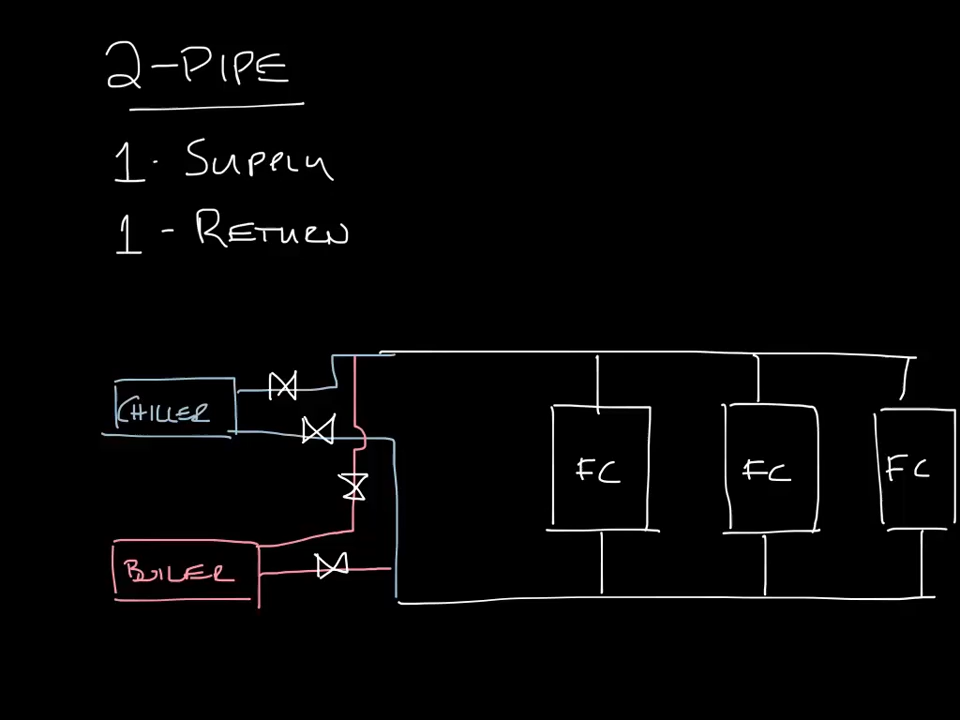 2-PIPE
1- SUPPLY
1 - RETURN
CHILLER
FC
FC
FC
BOILER